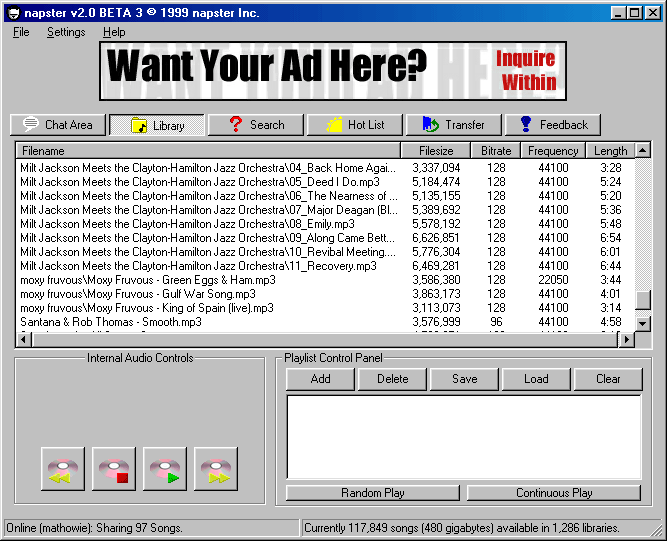 napster v2.0 BETA 3 © 1999 napster Inc.
File Settings Help
Want Your Ad Here? Inquire Within
Chat Area Library Search Hot List Transfer Feedback
Filename Filesize Bitrate Frequency Length
Milt Jackson Meets the Clayton-Hamilton Jazz Orchestra\04_Back Home Agai... 3,337,094 128 44100 3:28
Milt Jackson Meets the Clayton-Hamilton Jazz Orchestra\05_Deed I Do.mp3 5,184,474 128 44100 5:24
Milt Jackson Meets the Clayton-Hamilton Jazz Orchestra\06_The Nearness of ... 5,135,155 128 44100 5:20
Milt Jackson Meets the Clayton-Hamilton Jazz Orchestra\07_Major Deagan (Bl... 5,389,692 128 44100 5:36
Milt Jackson Meets the Clayton-Hamilton Jazz Orchestra\08_Emily.mp3 5,578,192 128 44100 5:48
Milt Jackson Meets the Clayton-Hamilton Jazz Orchestra\09_Along Came Bett... 6,626,851 128 44100 6:54
Milt Jackson Meets the Clayton-Hamilton Jazz Orchestra\10_Revibal Meeting.... 5,776,304 128 44100 6:01
Milt Jackson Meets the Clayton-Hamilton Jazz Orchestra\11_Recovery.mp3 6,469,281 128 44100 6:44
moxy fruvous\Moxy Fruvous - Green Eggs & Ham.mp3 3,586,380 128 22050 3:44
moxy fruvous\Moxy Fruvous - Gulf War Song.mp3 3,863,173 128 44100 4:01
moxy fruvous\Moxy Fruvous - King of Spain (live).mp3 3,113,073 128 44100 3:14
Santana & Rob Thomas - Smooth.mp3 3,576,999 96 44100 4:58
Internal Audio Controls Playlist Control Panel
Add Delete Save Load Clear
Random Play Continuous Play
Online (mathowie): Sharing 97 Songs. Currently 117,849 songs (480 gigabytes) available in 1,286 libraries.